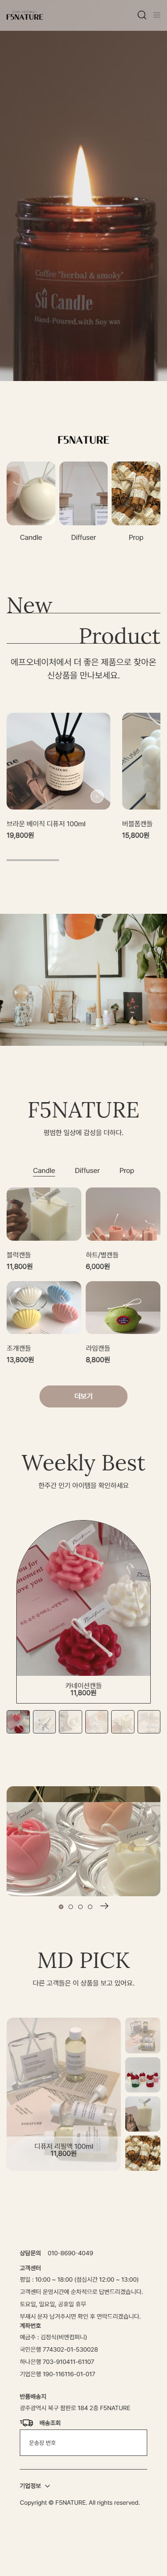 F5NATURE
Coffee "herbal & smoky"
Sū Candle
Hand-Poured, with Soy Wax
F5NATURE
Candle Diffuser Prop
New
Product
에프오네이처에서 더 좋은 제품으로 찾아온
신상품을 만나보세요.
브라운 베이직 디퓨저 100ml 버블폼캔들
19,800원 15,800원
F5NATURE
평범한 일상에 감성을 더하다.
Candle Diffuser Prop
블럭캔들 하트/별캔들
11,800원 6,000원
조개캔들 라임캔들
13,800원 8,800원
더보기
Weekly Best
한주간 인기 아이템을 확인하세요
카네이션캔들
11,800원
MD PICK
다른 고객들은 이 상품을 보고 있어요.
디퓨저 리필액 100ml
11,800원
상담문의 010-8690-4049
고객센터
평일 : 10:00 ~ 18:00 (점심시간 12:00 ~ 13:00)
고객센터 운영시간에 순차적으로 답변드리겠습니다.
토요일, 일요일, 공휴일 휴무
부재시 문자 남겨주시면 확인 후 연락드리겠습니다.
계좌번호
예금주 : 김정식(비앤컴퍼니)
국민은행 774302-01-530028
하나은행 703-910411-61107
기업은행 190-116116-01-017
반품배송지
광주광역시 북구 첨판로 184 2층 F5NATURE
배송조회
운송장 번호
기업정보
Copyright © F5NATURE. All rights reserved.